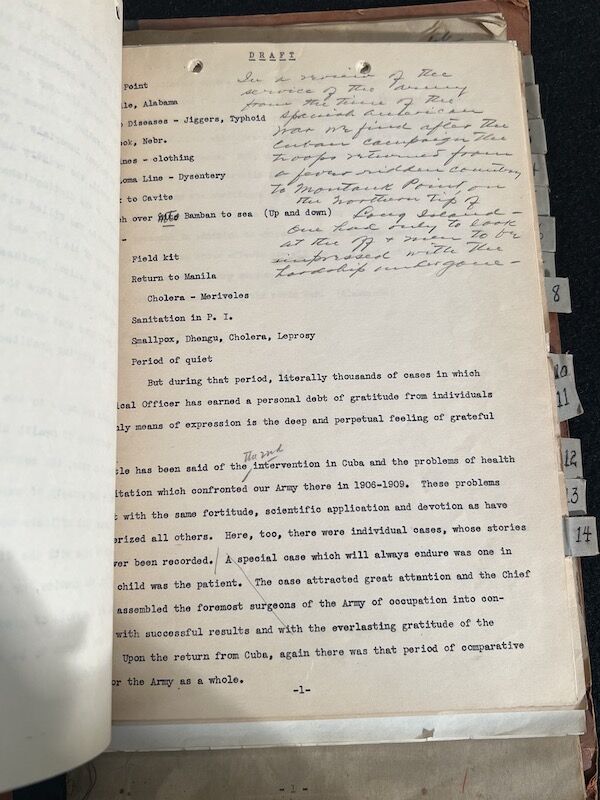 DRAFT
Point
le, Alabama
Diseases - Jiggers, Typhoid
ok, Nebr.
nes - clothing
oma Line - Dysentery
to Cavite
h over into Bamban to sea (Up and down)
-
Field kit
Return to Manila
Cholera - Meriveles
Sanitation in P. I.
Smallpox, Dhengu, Cholera, Leprosy
Period of quiet
In a review of the
service of the Army
from the time of the
Spanish American
War we find after the
Cuban campaign the
troops returned from
a fever ridden country
to Montauk Point, on
the northern tip of
Long Island -
One had only to look
at the & men to be
impressed with the
hardship undergone -
But during that period, literally thousands of cases in which
ical Officer has earned a personal debt of gratitude from individuals
nly means of expression is the deep and perpetual feeling of grateful
tle has been said of the intervention in Cuba and the problems of health
itation which confronted our Army there in 1906-1909. These problems
t with the same fortitude, scientific application and devotion as have
erized all others. Here, too, there were individual cases, whose stories
ver been recorded. A special case which will always endure was one in
child was the patient. The case attracted great attantion and the Chief
assembled the foremost surgeons of the Army of occupation into con-
with successful results and with the everlasting gratitude of the
Upon the return from Cuba, again there was that period of comparative
or the Army as a whole.
-1-
8
10
11
12
13
14
- 1 -